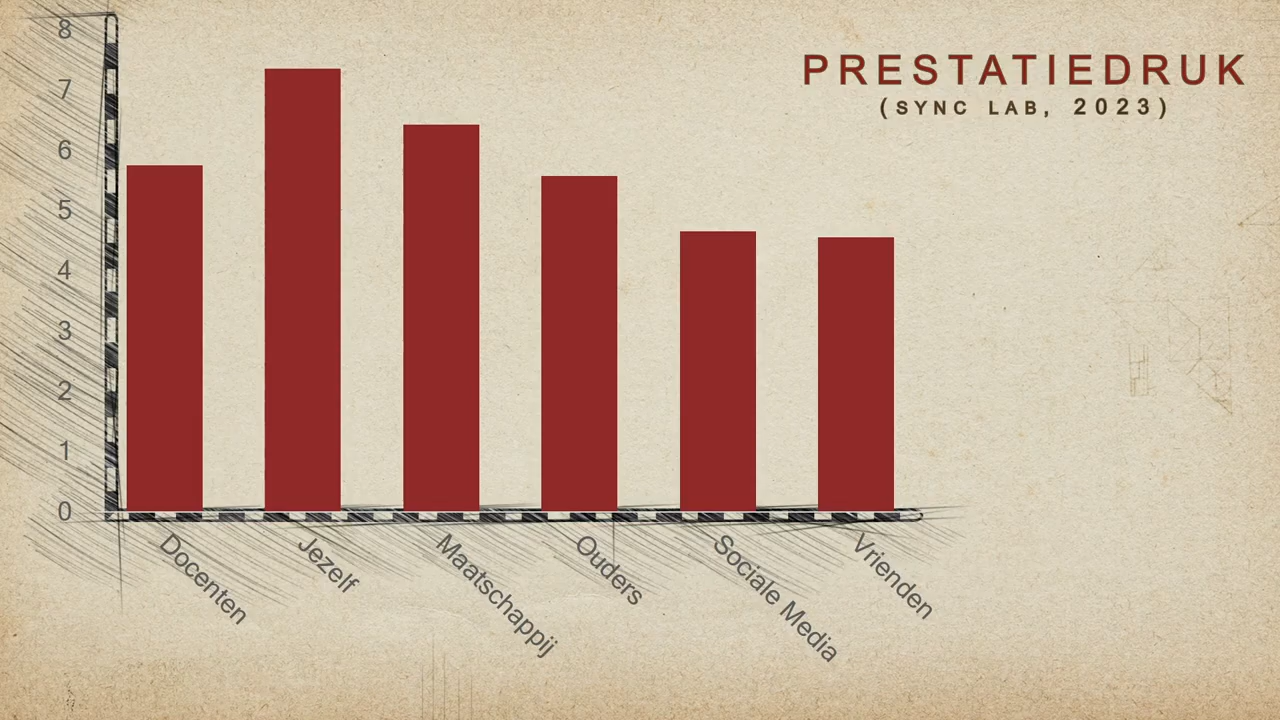 PRESTATIEDRUK
(SYNC LAB, 2023)
8
7
6
5
4
3
2
1
0
Docenten
Jezelf
Maatschappij
Ouders
Sociale Media
Vrienden